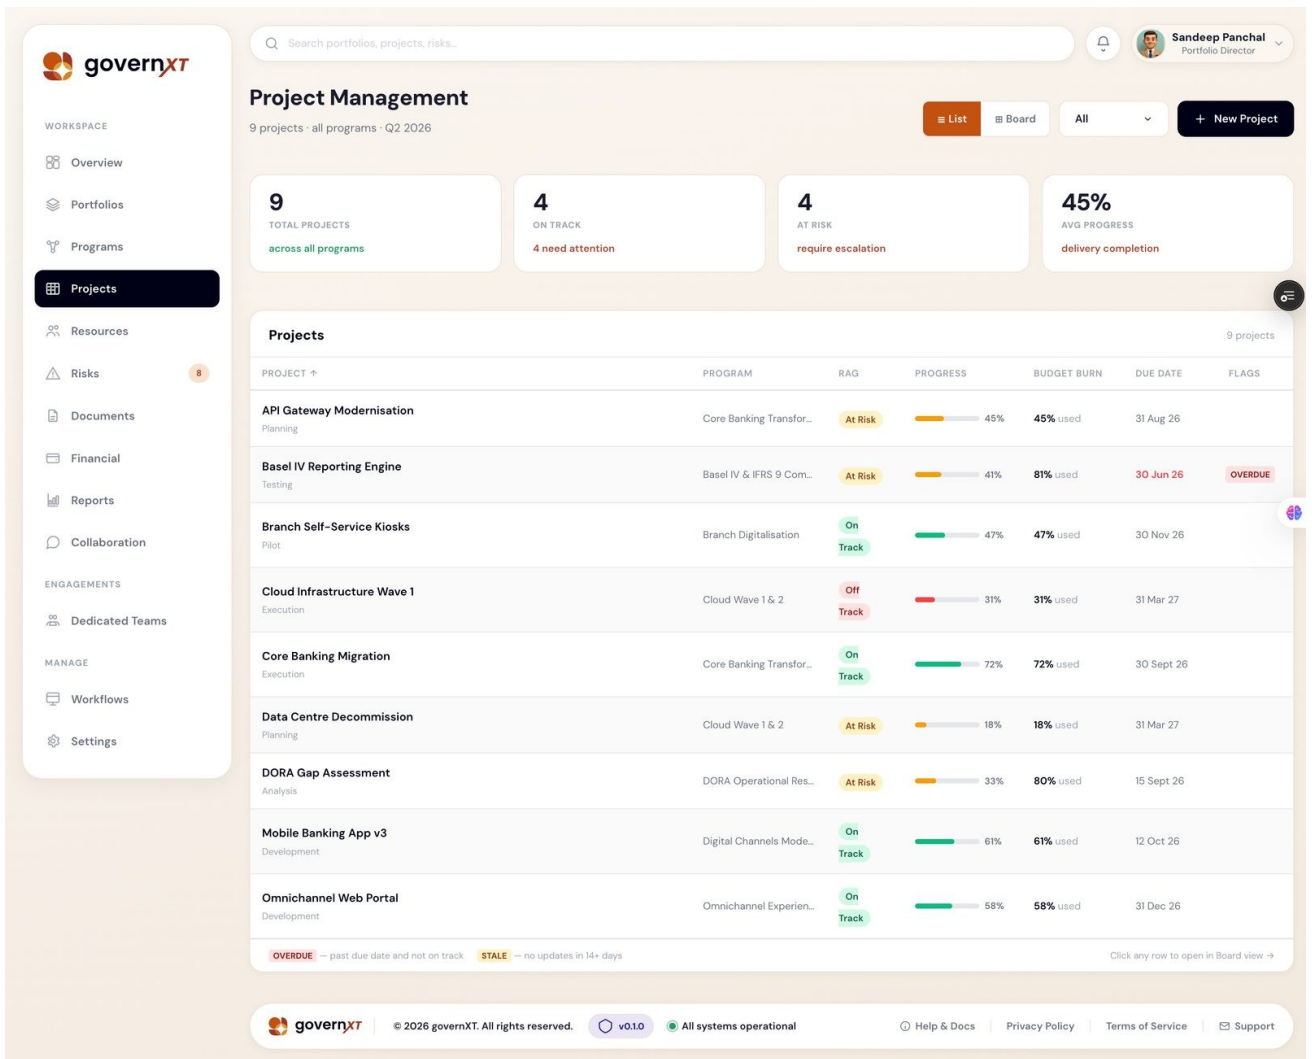 governXT
Search portfolios, projects, risks...
Sandeep Panchal
Portfolio Director
WORKSPACE
Overview
Portfolios
Programs
Projects
Resources
Risks 8
Documents
Financial
Reports
Collaboration
ENGAGEMENTS
Dedicated Teams
MANAGE
Workflows
Settings
Project Management
9 projects · all programs · Q2 2026
List
Board
All
+ New Project
9
TOTAL PROJECTS
across all programs
4
ON TRACK
4 need attention
4
AT RISK
require escalation
45%
AVG PROGRESS
delivery completion
Projects
9 projects
PROJECT ↑ PROGRAM RAG PROGRESS BUDGET BURN DUE DATE FLAGS
API Gateway Modernisation
Planning
Core Banking Transfor... At Risk 45% 45% used 31 Aug 26
Basel IV Reporting Engine
Testing
Basel IV & IFRS 9 Com... At Risk 41% 81% used 30 Jun 26 OVERDUE
Branch Self-Service Kiosks
Pilot
Branch Digitalisation On Track 47% 47% used 30 Nov 26
Cloud Infrastructure Wave 1
Execution
Cloud Wave 1 & 2 Off Track 31% 31% used 31 Mar 27
Core Banking Migration
Execution
Core Banking Transfor... On Track 72% 72% used 30 Sept 26
Data Centre Decommission
Planning
Cloud Wave 1 & 2 At Risk 18% 18% used 31 Mar 27
DORA Gap Assessment
Analysis
DORA Operational Res... At Risk 33% 80% used 15 Sept 26
Mobile Banking App v3
Development
Digital Channels Mode... On Track 61% 61% used 12 Oct 26
Omnichannel Web Portal
Development
Omnichannel Experien... On Track 58% 58% used 31 Dec 26
OVERDUE — past due date and not on track STALE — no updates in 14+ days
Click any row to open in Board view →
governXT
© 2026 governXT. All rights reserved.
v0.1.0
All systems operational
Help & Docs
Privacy Policy
Terms of Service
Support